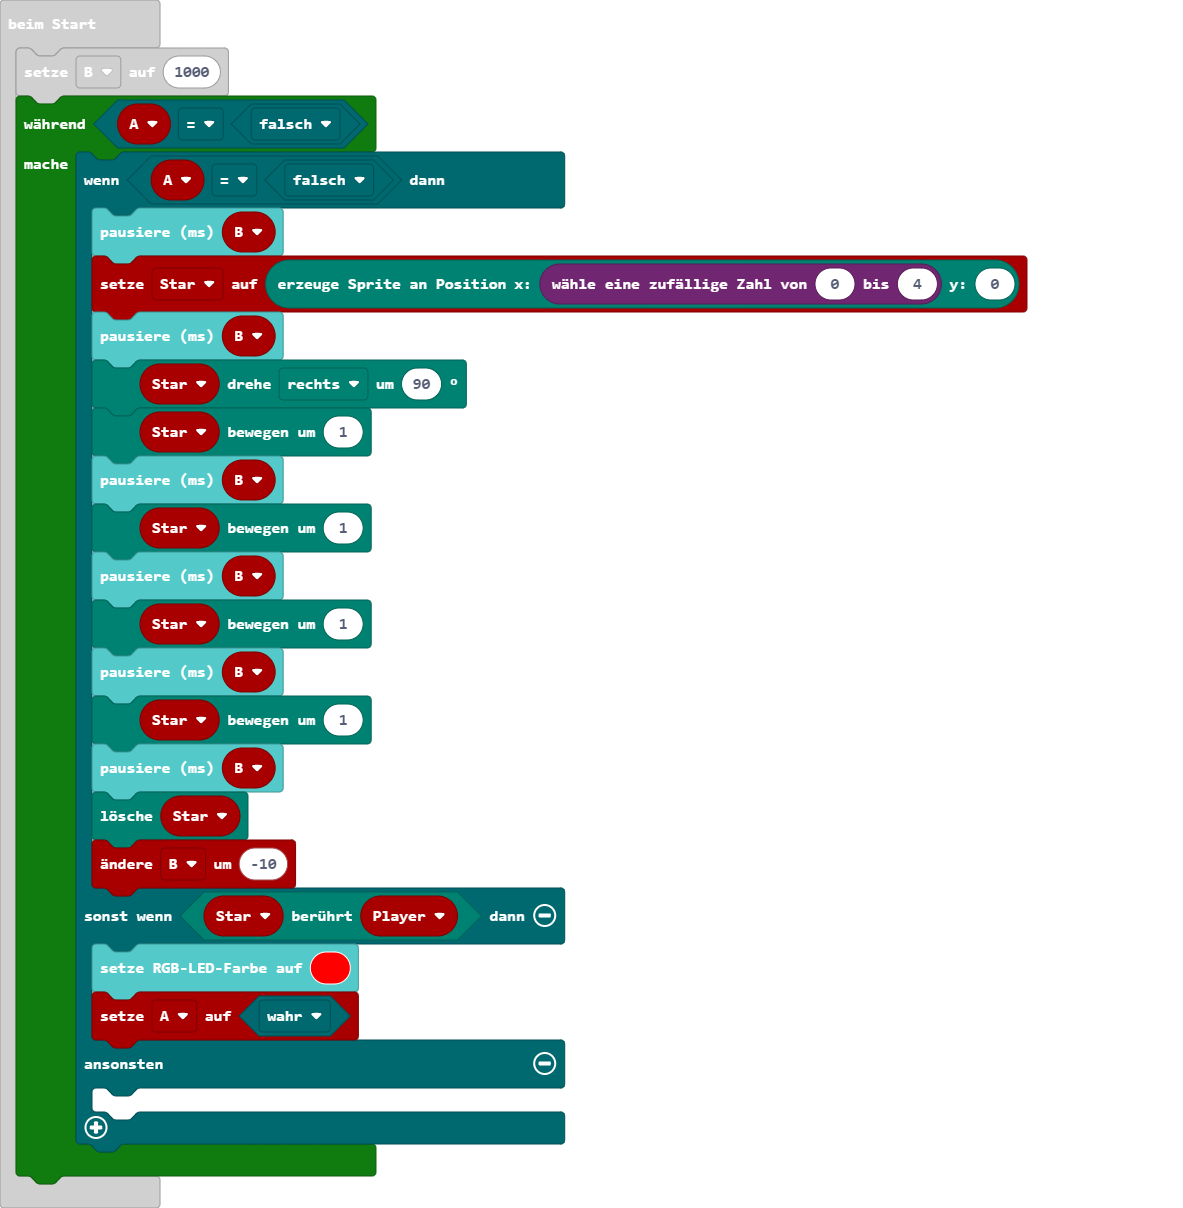 beim Start
setze B auf 1000
während A = falsch
mache
wenn A = falsch dann
pausiere (ms) B
setze Star auf erzeuge Sprite an Position x: wähle eine zufällige Zahl von 0 bis 4 y: 0
pausiere (ms) B
Star drehe rechts um 90 °
Star bewegen um 1
pausiere (ms) B
Star bewegen um 1
pausiere (ms) B
Star bewegen um 1
pausiere (ms) B
Star bewegen um 1
pausiere (ms) B
lösche Star
ändere B um -10
sonst wenn Star berührt Player dann
setze RGB-LED-Farbe auf
setze A auf wahr
ansonsten